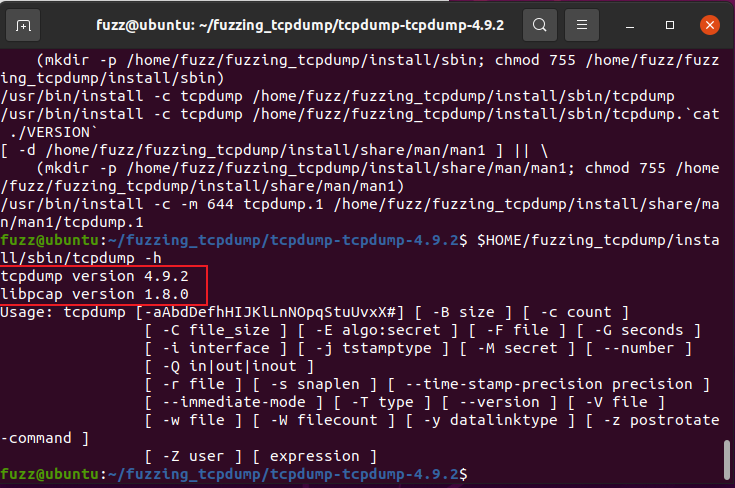 fuzz@ubuntu: ~/fuzzing_tcpdump/tcpdump-tcpdump-4.9.2
(mkdir -p /home/fuzz/fuzzing_tcpdump/install/sbin; chmod 755 /home/fuzz/fuzz
ing_tcpdump/install/sbin)
/usr/bin/install -c tcpdump /home/fuzz/fuzzing_tcpdump/install/sbin/tcpdump
/usr/bin/install -c tcpdump /home/fuzz/fuzzing_tcpdump/install/sbin/tcpdump.`cat
 ./VERSION`
[ -d /home/fuzz/fuzzing_tcpdump/install/share/man/man1 ] || \
    (mkdir -p /home/fuzz/fuzzing_tcpdump/install/share/man/man1; chmod 755 /home
/fuzz/fuzzing_tcpdump/install/share/man/man1)
/usr/bin/install -c -m 644 tcpdump.1 /home/fuzz/fuzzing_tcpdump/install/share/ma
n/man1/tcpdump.1
fuzz@ubuntu:~/fuzzing_tcpdump/tcpdump-tcpdump-4.9.2$ $HOME/fuzzing_tcpdump/insta
ll/sbin/tcpdump -h
tcpdump version 4.9.2
libpcap version 1.8.0
Usage: tcpdump [-aAbdDefhHIJKlLnNOpqStuUvxX#] [ -B size ] [ -c count ]
                [ -C file_size ] [ -E algo:secret ] [ -F file ] [ -G seconds ]
                [ -i interface ] [ -j tstamptype ] [ -M secret ] [ --number ]
                [ -Q in|out|inout ]
                [ -r file ] [ -s snaplen ] [ --time-stamp-precision precision ]
                [ --immediate-mode ] [ -T type ] [ --version ] [ -V file ]
                [ -w file ] [ -W filecount ] [ -y datalinktype ] [ -z postrotate
-command ]
                [ -Z user ] [ expression ]
fuzz@ubuntu:~/fuzzing_tcpdump/tcpdump-tcpdump-4.9.2$